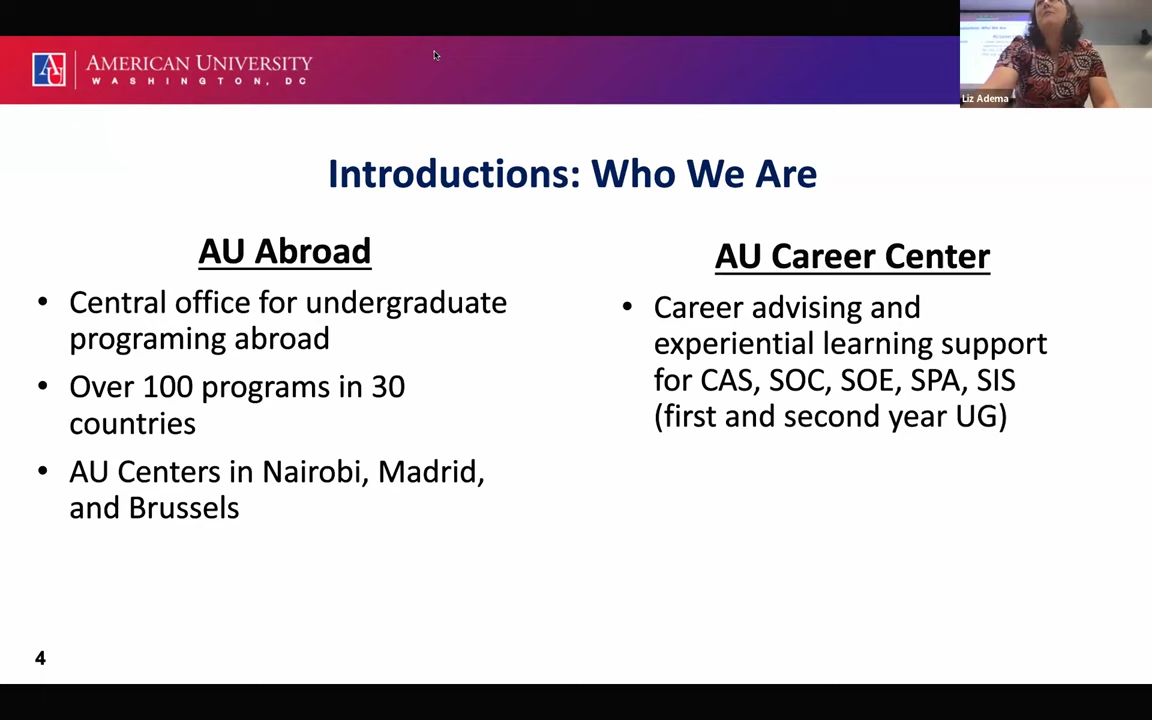 AU
AMERICAN UNIVERSITY
WASHINGTON, DC
Liz Adema
Introductions: Who We Are
AU Abroad
• Central office for undergraduate
programing abroad
• Over 100 programs in 30
countries
• AU Centers in Nairobi, Madrid,
and Brussels
AU Career Center
• Career advising and
experiential learning support
for CAS, SOC, SOE, SPA, SIS
(first and second year UG)
4